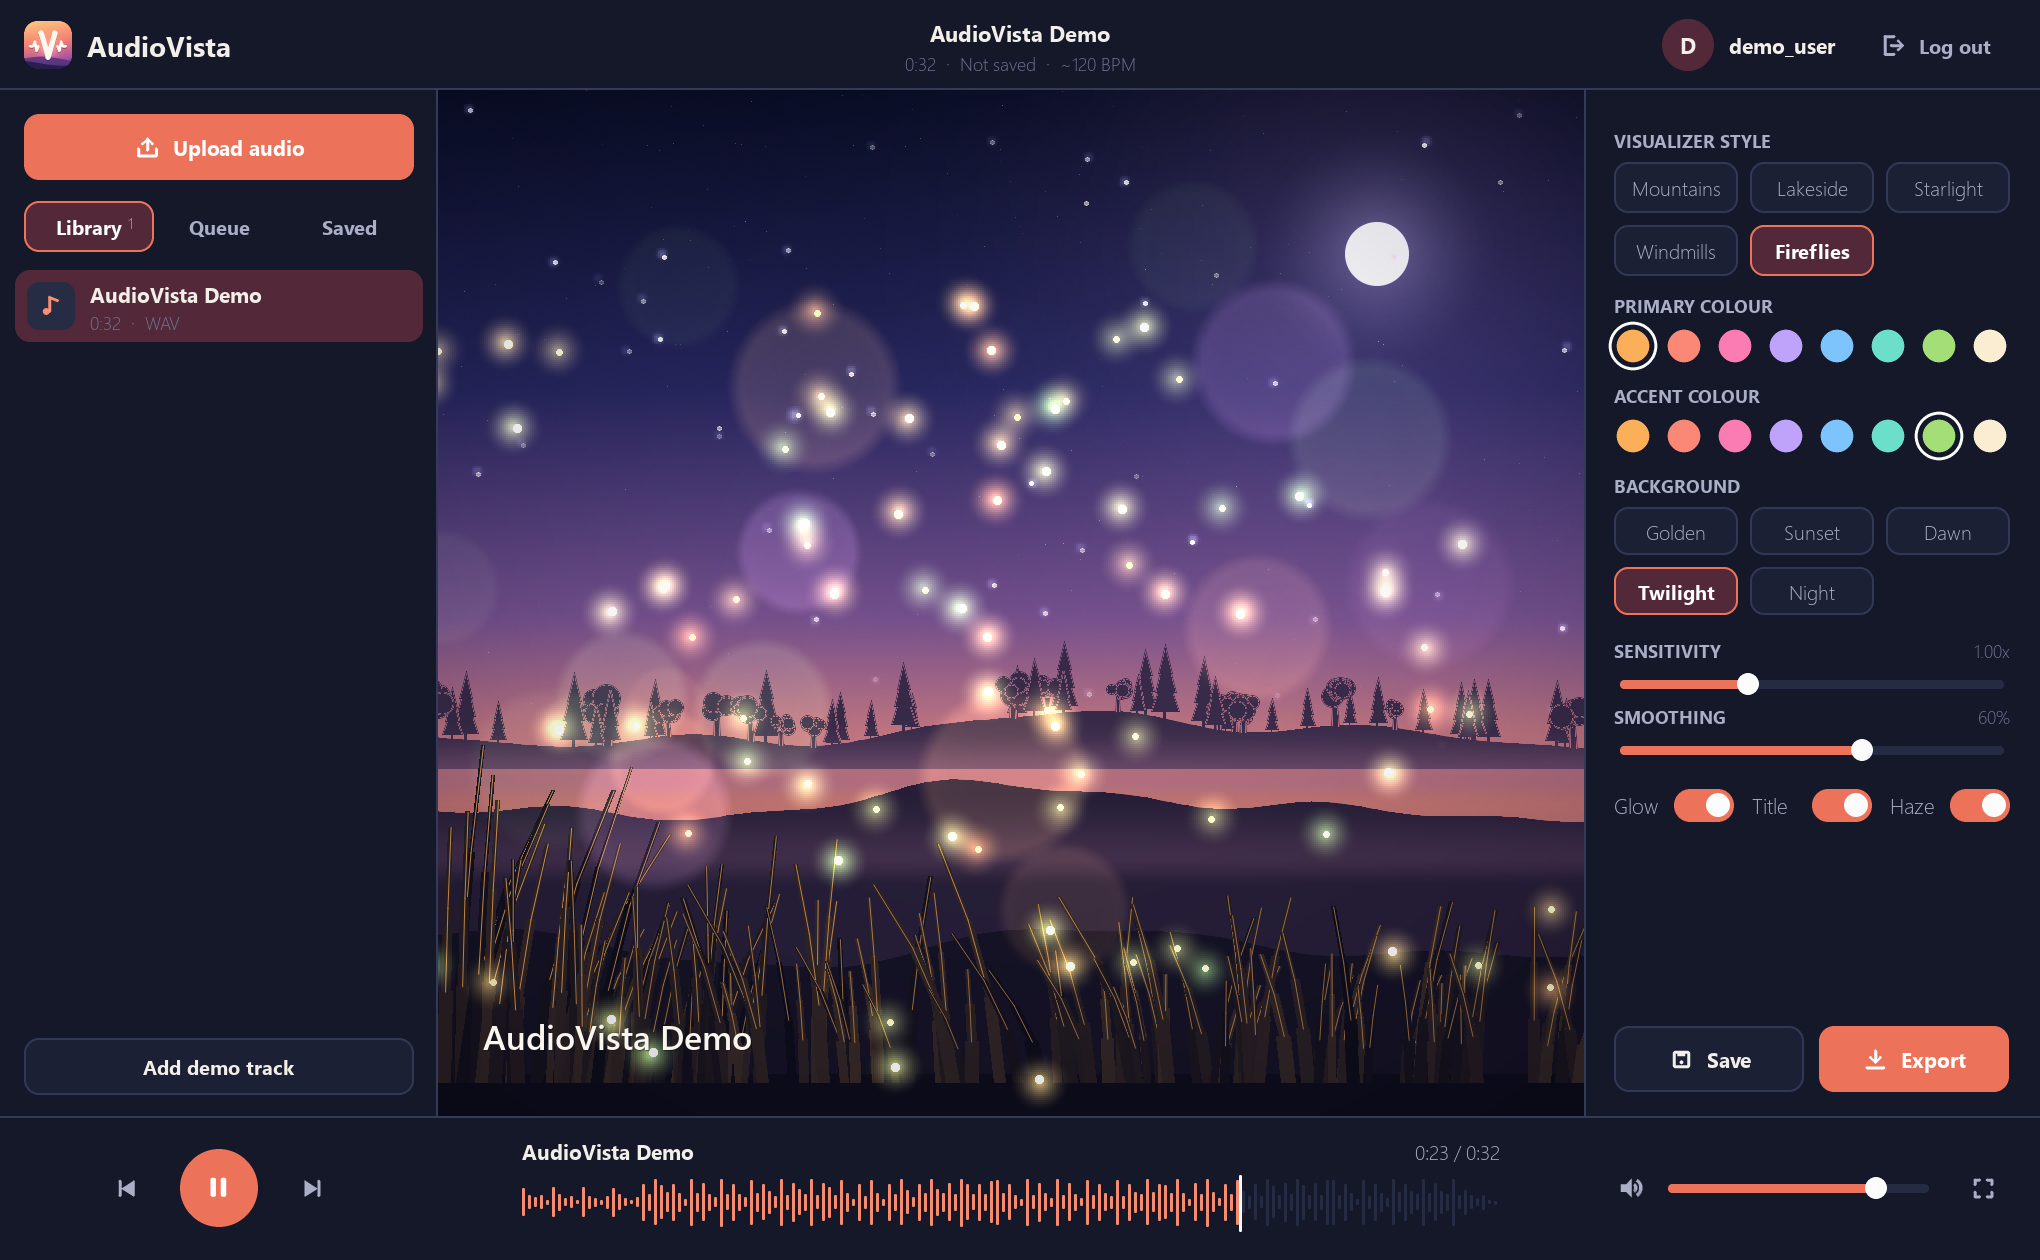 AudioVista
AudioVista Demo
0:32 · Not saved · ~120 BPM
D
demo_user
Log out
Upload audio
Library 1
Queue
Saved
AudioVista Demo
0:32 · WAV
Add demo track
AudioVista Demo
VISUALIZER STYLE
Mountains
Lakeside
Starlight
Windmills
Fireflies
PRIMARY COLOUR
ACCENT COLOUR
BACKGROUND
Golden
Sunset
Dawn
Twilight
Night
SENSITIVITY
1.00x
SMOOTHING
60%
Glow
Title
Haze
Save
Export
AudioVista Demo
0:23 / 0:32